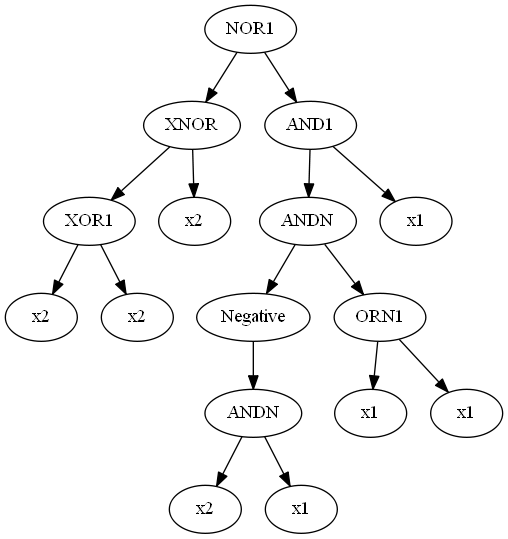 NOR1
XNOR AND1
XOR1 x2 ANDN x1
x2 x2 Negative ORN1
ANDN x1 x1
x2 x1